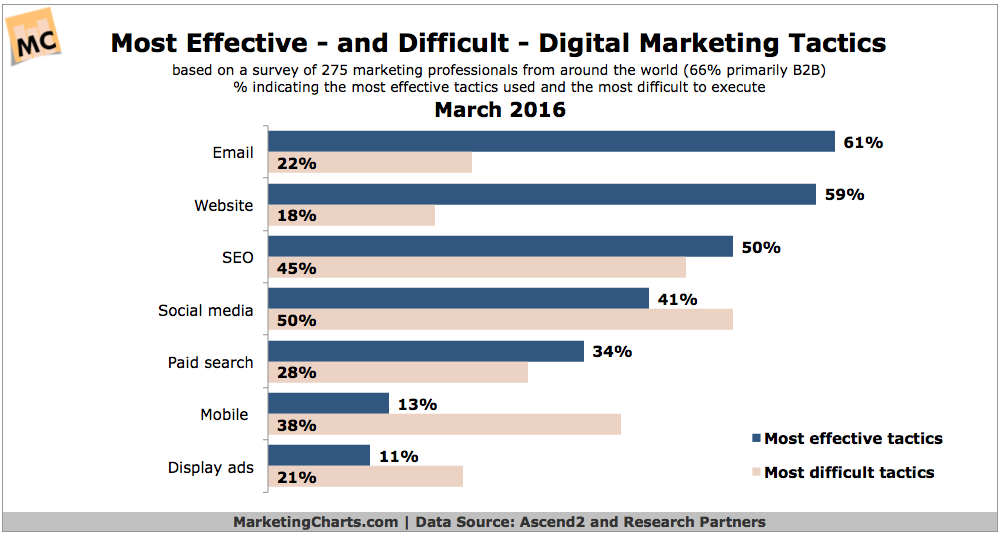 MC
Most Effective - and Difficult - Digital Marketing Tactics
based on a survey of 275 marketing professionals from around the world (66% primarily B2B)
% indicating the most effective tactics used and the most difficult to execute
March 2016
Email
61%
22%
Website
59%
18%
SEO
50%
45%
Social media
41%
50%
Paid search
34%
28%
Mobile
13%
38%
Display ads
11%
21%
Most effective tactics
Most difficult tactics
MarketingCharts.com | Data Source: Ascend2 and Research Partners